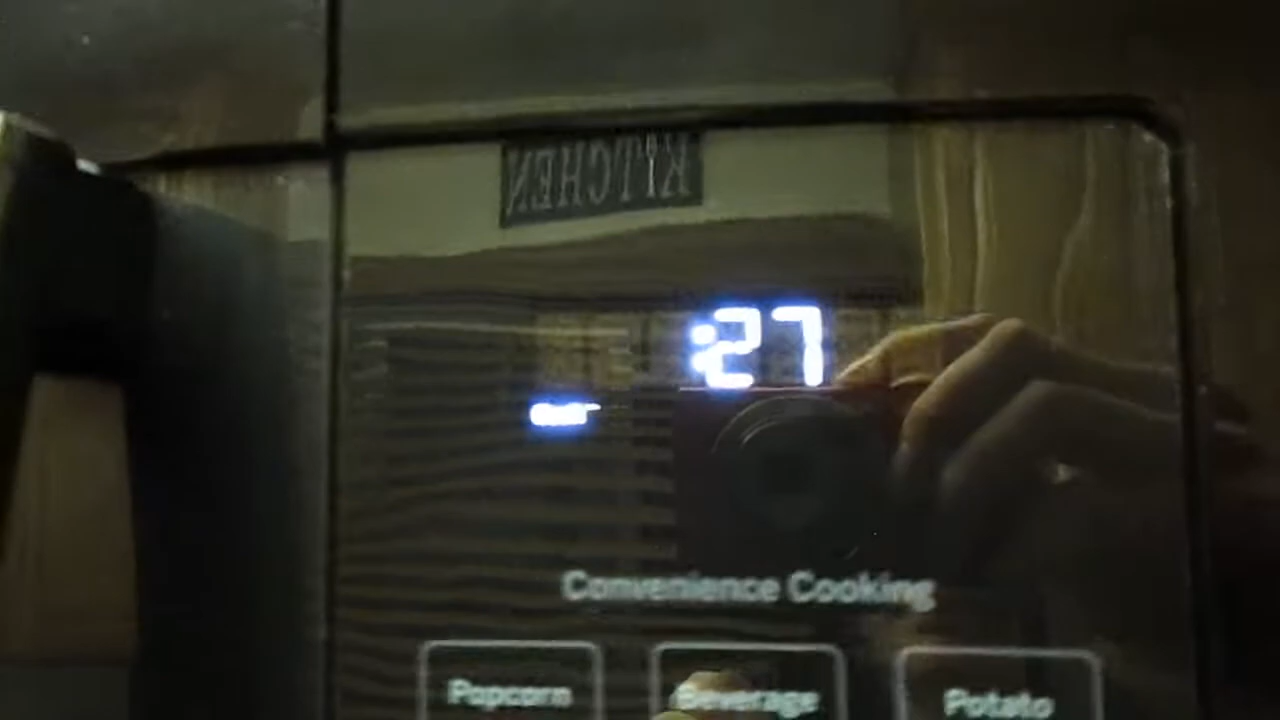 KITCHEN
:27
Convenience Cooking
Popcorn
Beverage
Potato